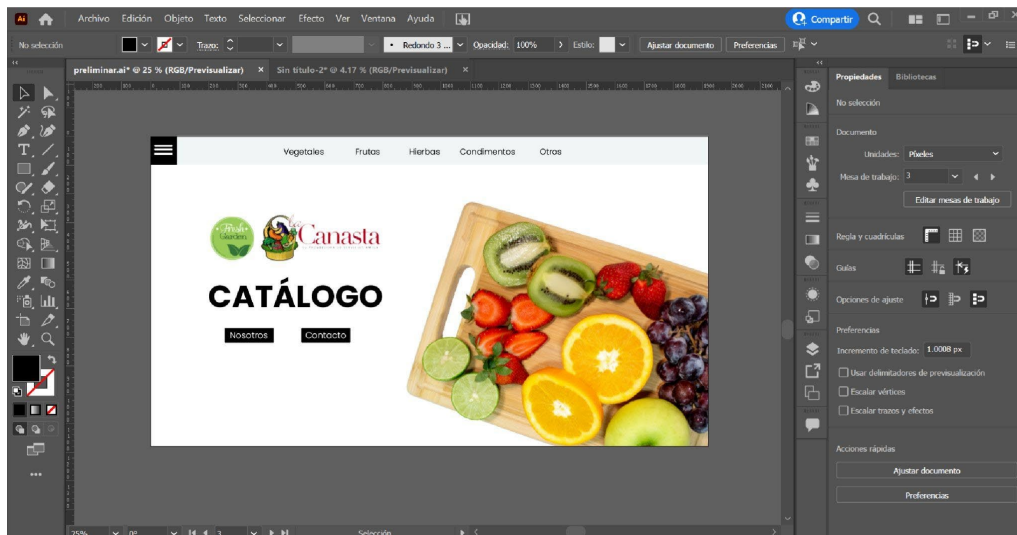 Ai Archivo Edición Objeto Texto Seleccionar Efecto Ver Ventana Ayuda Compartir
No selección Trazo: Redondo 3 ... Opacidad: 100% Estilo: Ajustar documento Preferencias
preliminar.ai* @ 25 % (RGB/Previsualizar) × Sin título-2* @ 4.17 % (RGB/Previsualizar) ×
Vegetales Frutas Hierbas Condimentos Otros
Fresh Garden
La Canasta
CATÁLOGO
Nosotros Contacto
Propiedades Bibliotecas
No selección
Documento
Unidades: Píxeles
Mesa de trabajo: 3
Editar mesas de trabajo
Regla y cuadrículas
Guías
Opciones de ajuste
Preferencias
Incremento de teclado: 1.0008 px
Usar delimitadores de previsualización
Escalar vértices
Escalar trazos y efectos
Acciones rápidas
Ajustar documento
Preferencias
25% 0° 3 Selección